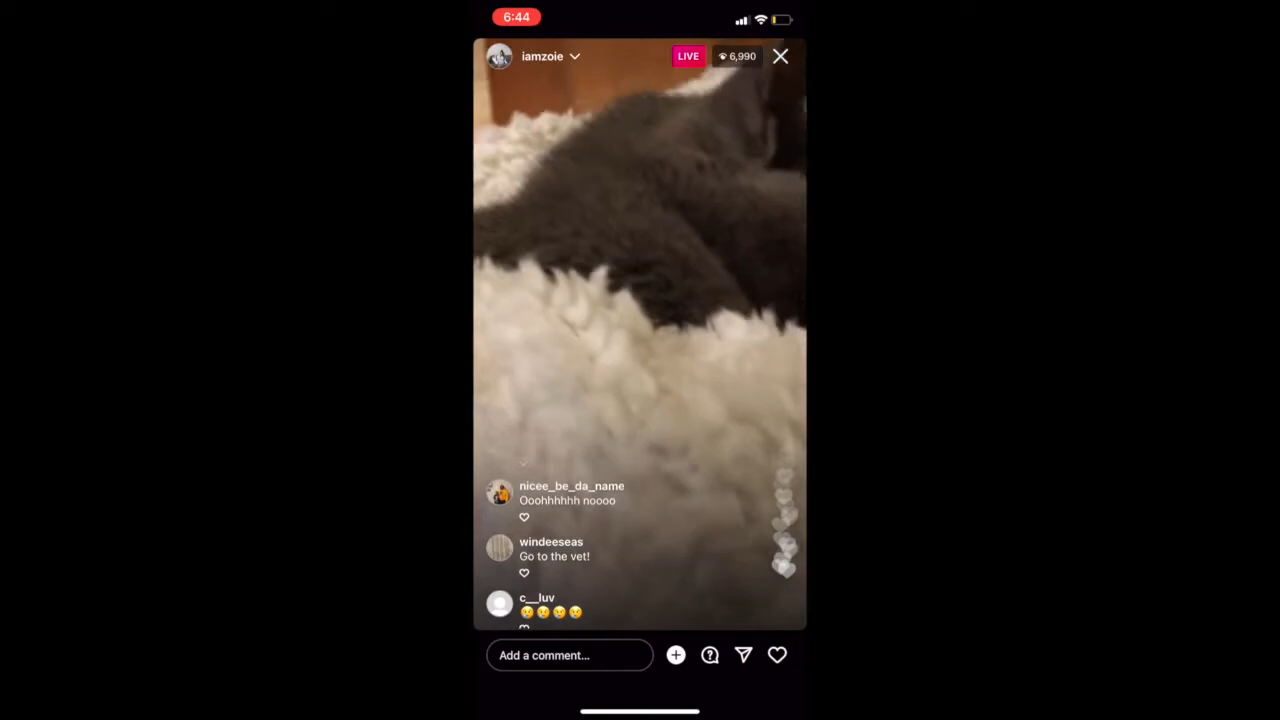 6:44
iamzoie
LIVE
6,990
nicee_be_da_name
Ooohhhhhh noooo
windeeseas
Go to the vet!
c__luv
😢😢😢😢
Add a comment...